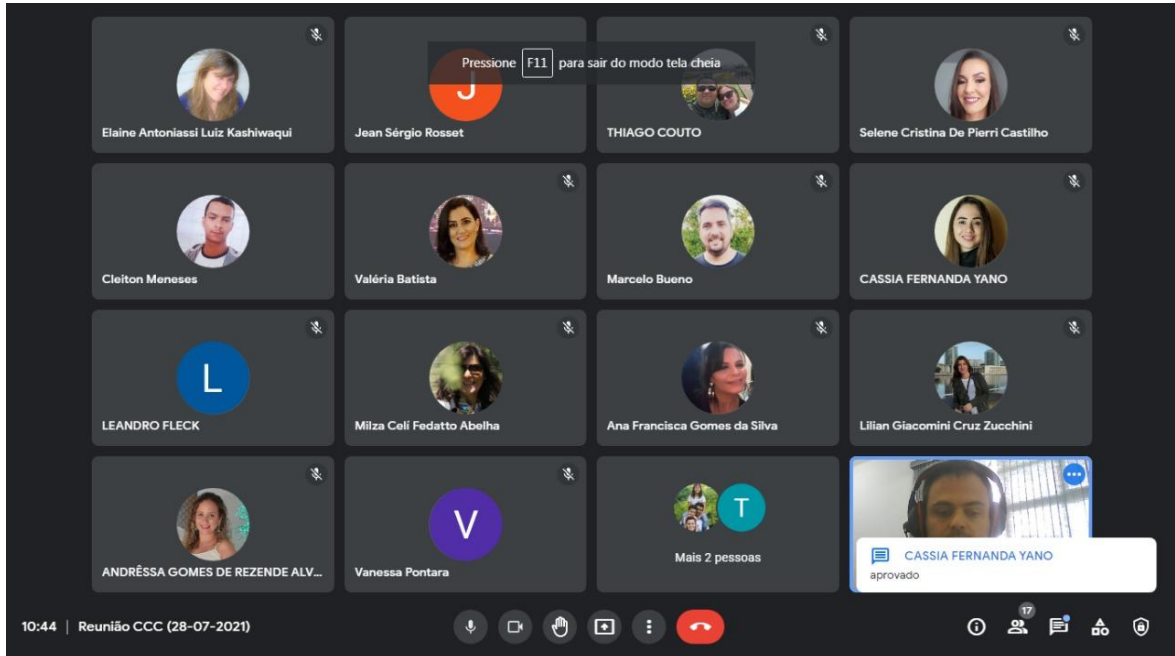 Pressione F11 para sair do modo tela cheia
Elaine Antoniassi Luiz Kashiwaqui
J
Jean Sérgio Rosset
THIAGO COUTO
Selene Cristina De Pierri Castilho
Cleiton Meneses
Valéria Batista
Marcelo Bueno
CASSIA FERNANDA YANO
L
LEANDRO FLECK
Milza Celí Fedatto Abelha
Ana Francisca Gomes da Silva
Lilian Giacomini Cruz Zucchini
ANDRÊSSA GOMES DE REZENDE ALV...
V
Vanessa Pontara
T
Mais 2 pessoas
CASSIA FERNANDA YANO
aprovado
10:44 | Reunião CCC (28-07-2021)
17